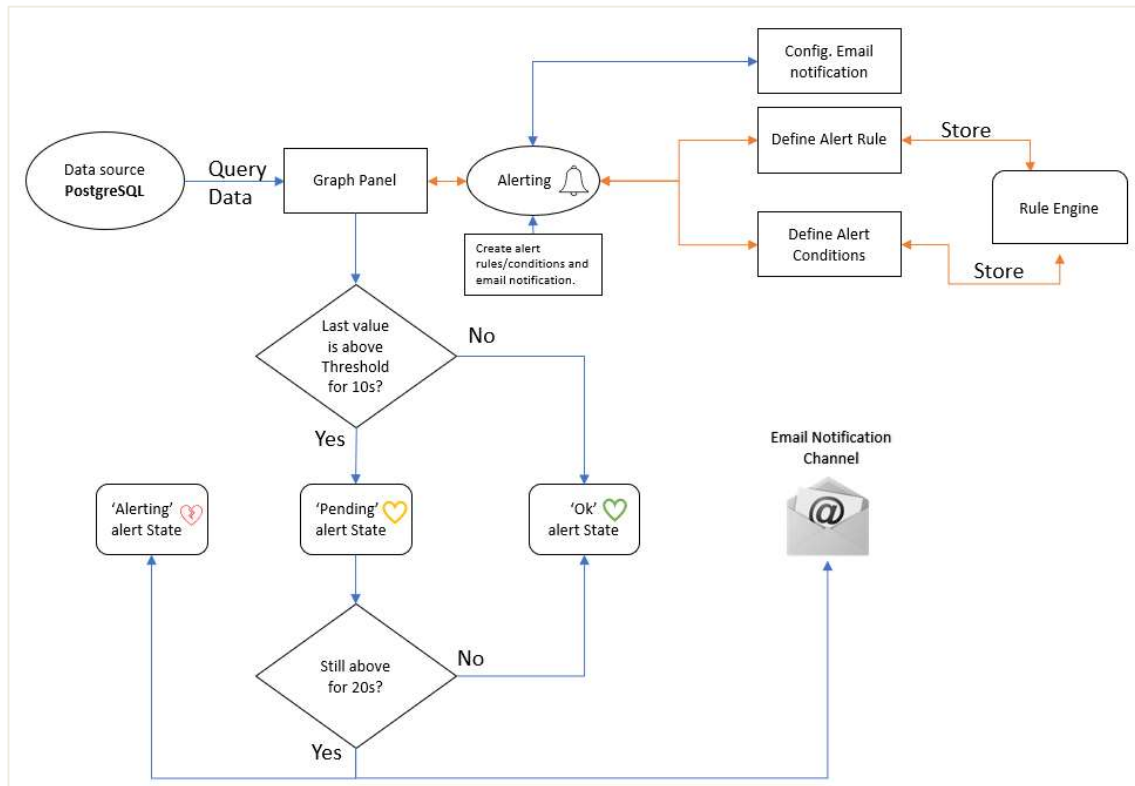 Config. Email
notification
Define Alert Rule
Store
Data source
PostgreSQL
Query
Data
Graph Panel
Alerting
Rule Engine
Create alert
rules/conditions and
email notification.
Define Alert
Conditions
Store
Last value
is above
Threshold
for 10s?
No
Yes
Email Notification
Channel
@
‘Alerting’
alert State
‘Pending’
alert State
‘Ok’
alert State
Still above
for 20s?
No
Yes